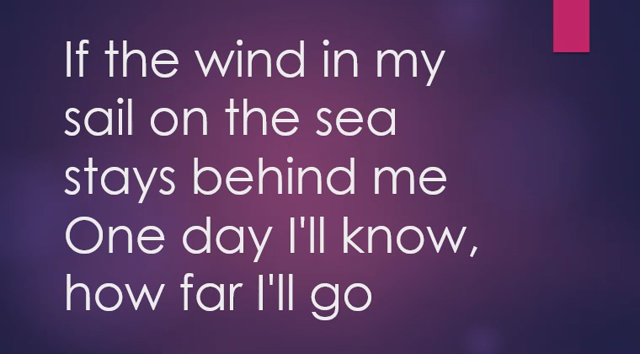 If the wind in my
sail on the sea
stays behind me
One day I'll know,
how far I'll go